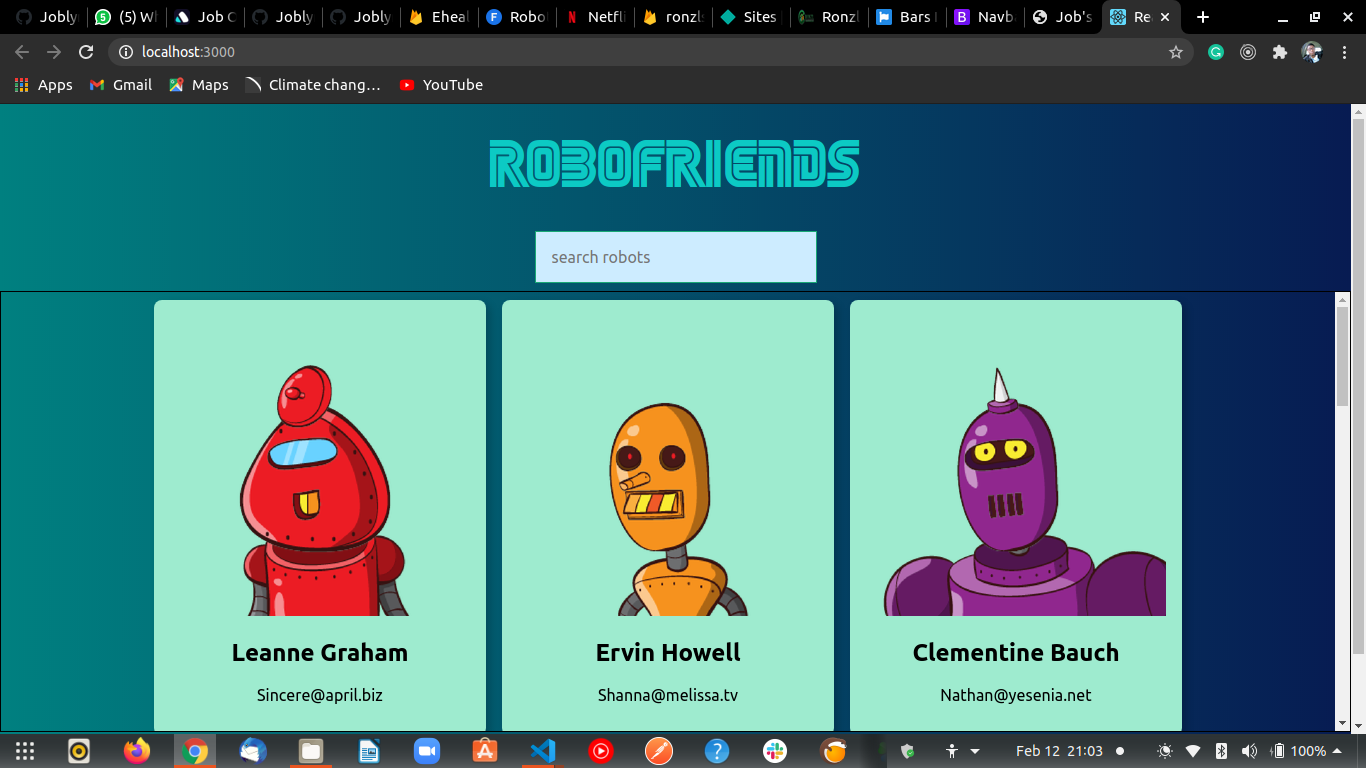 Jobly
(5) Wh
Job C
Jobly
Jobly
Eheal
Robo
Netfli
ronzl
Sites
Ronzl
Bars
Navb
Job's
Re
localhost:3000
Apps
Gmail
Maps
Climate chang...
YouTube
ROBOFRIENDS
search robots
Leanne Graham
Ervin Howell
Clementine Bauch
Sincere@april.biz
Shanna@melissa.tv
Nathan@yesenia.net
Feb 12 21:03
100%